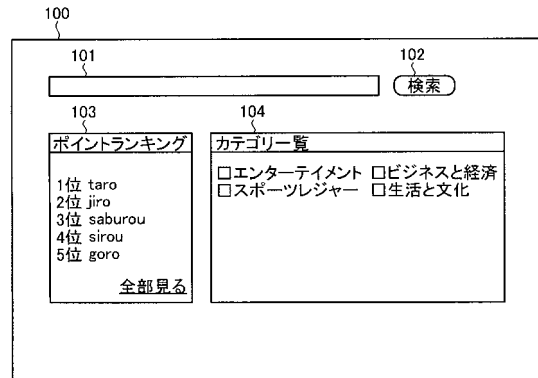 100
101
102
検索
103
104
ポイントランキング
カテゴリ一覧
1位 taro
2位 jiro
3位 saburou
4位 sirou
5位 goro
全部見る
□エンターテイメント □ビジネスと経済
□スポーツレジャー □生活と文化